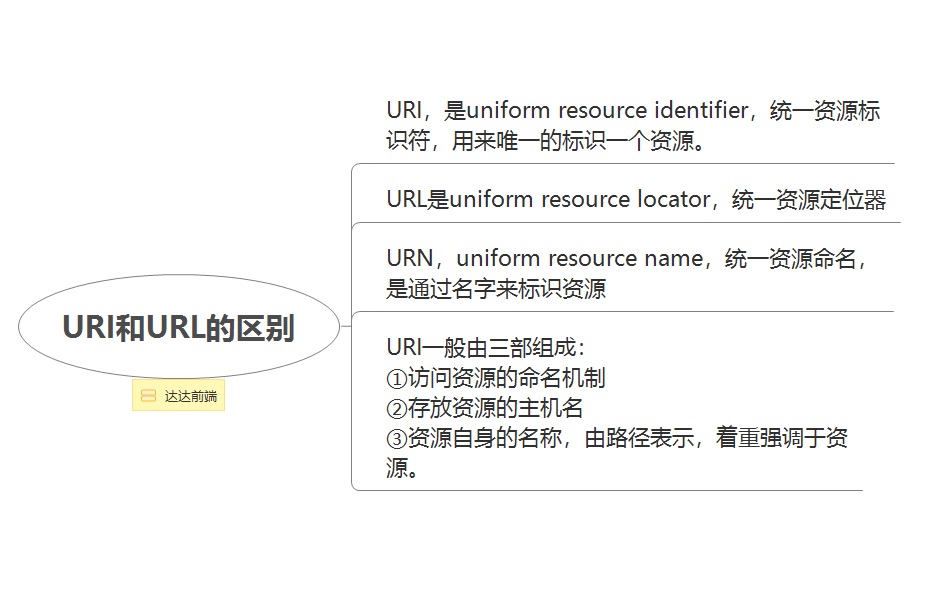 URI，是uniform resource identifier，统一资源标
识符，用来唯一的标识一个资源。
URL是uniform resource locator，统一资源定位器
URN，uniform resource name，统一资源命名，
是通过名字来标识资源
URI和URL的区别
达达前端
URI一般由三部组成：
①访问资源的命名机制
②存放资源的主机名
③资源自身的名称，由路径表示，着重强调于资
源。